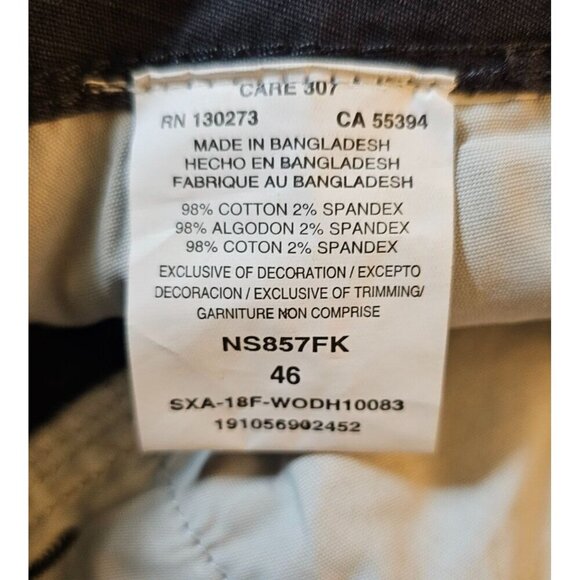 CARE 307
RN 130273 CA 55394
MADE IN BANGLADESH
HECHO EN BANGLADESH
FABRIQUE AU BANGLADESH
98% COTTON 2% SPANDEX
98% ALGODON 2% SPANDEX
98% COTON 2% SPANDEX
EXCLUSIVE OF DECORATION / EXCEPTO
DECORACION / EXCLUSIVE OF TRIMMING/
GARNITURE NON COMPRISE
NS857FK
46
SXA-18F-WODH10083
191056902452